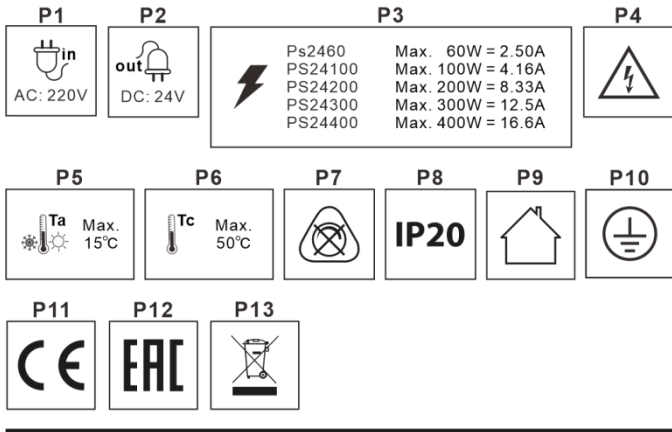 P1 P2 P3 P4
in
AC: 220V
out
DC: 24V
Ps2460 Max. 60W = 2.50A
PS24100 Max. 100W = 4.16A
PS24200 Max. 200W = 8.33A
PS24300 Max. 300W = 12.5A
PS24400 Max. 400W = 16.6A
P5 P6 P7 P8 P9 P10
Ta Max.
15℃
Tc Max.
50℃
IP20
P11 P12 P13
CE
EAC